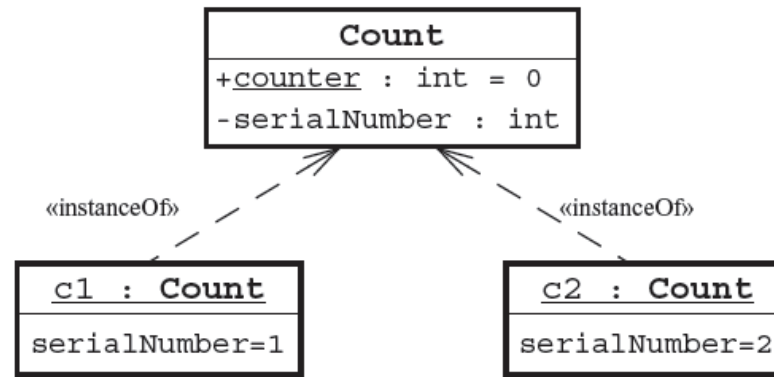 Count
+counter : int = 0
-serialNumber : int
«instanceOf»
«instanceOf»
c1 : Count
c2 : Count
serialNumber=1
serialNumber=2